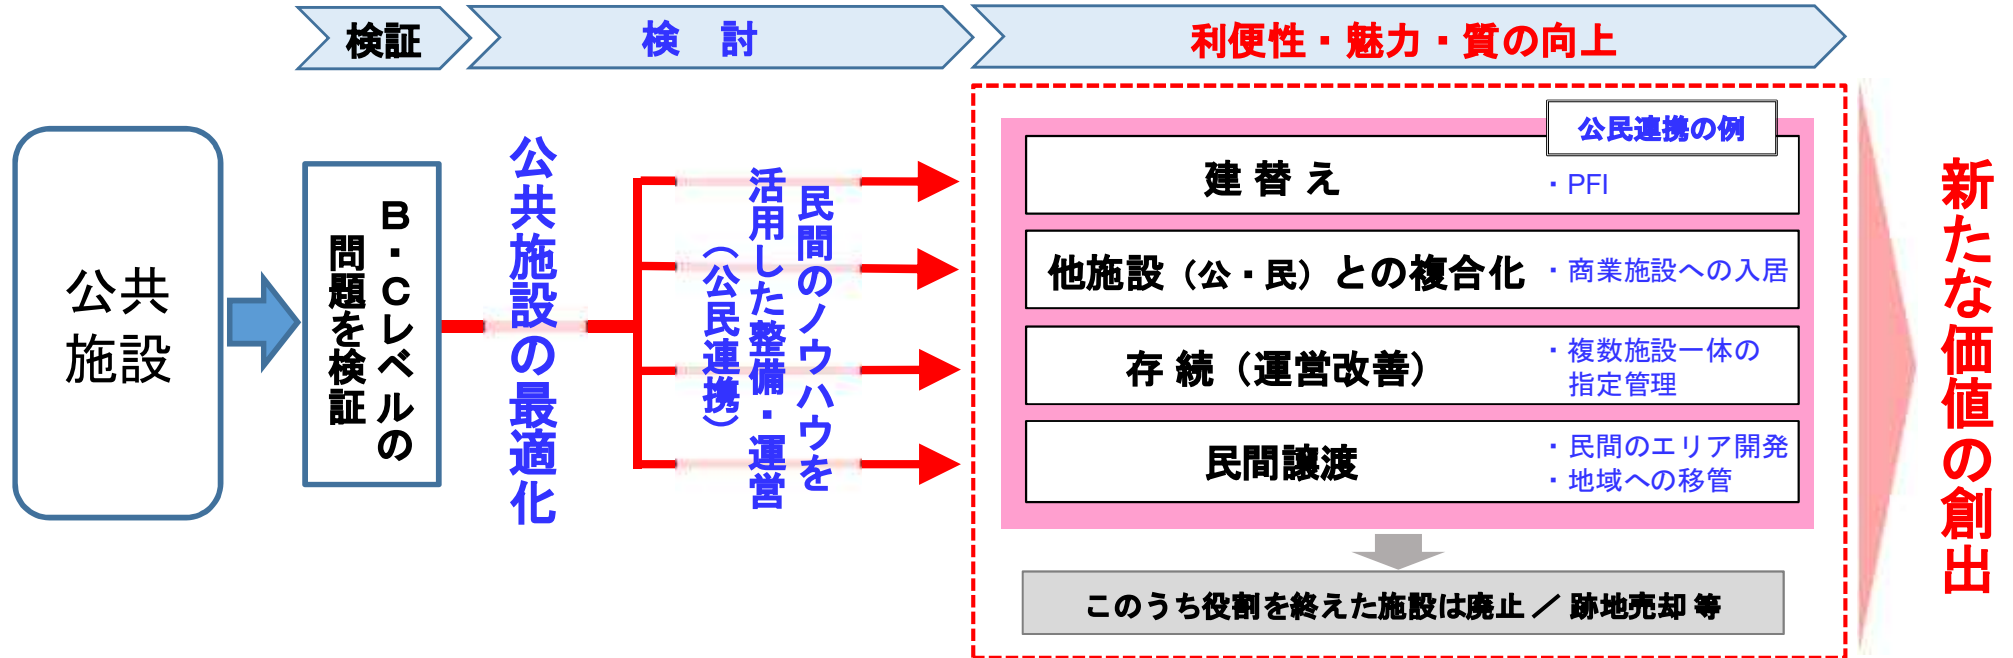 検証
検 討
利便性・魅力・質の向上
公共
施設
B・Cレベルの
問題を検証
公共施設の最適化
民間のノウハウを
活用した整備・運営
（公民連携）
公民連携の例
建 替 え
・PFI
他施設（公・民）との複合化
・商業施設への入居
存 続（運営改善）
・複数施設一体の
指定管理
民間譲渡
・民間のエリア開発
・地域への移管
このうち役割を終えた施設は廃止 ／ 跡地売却 等
新たな価値の創出